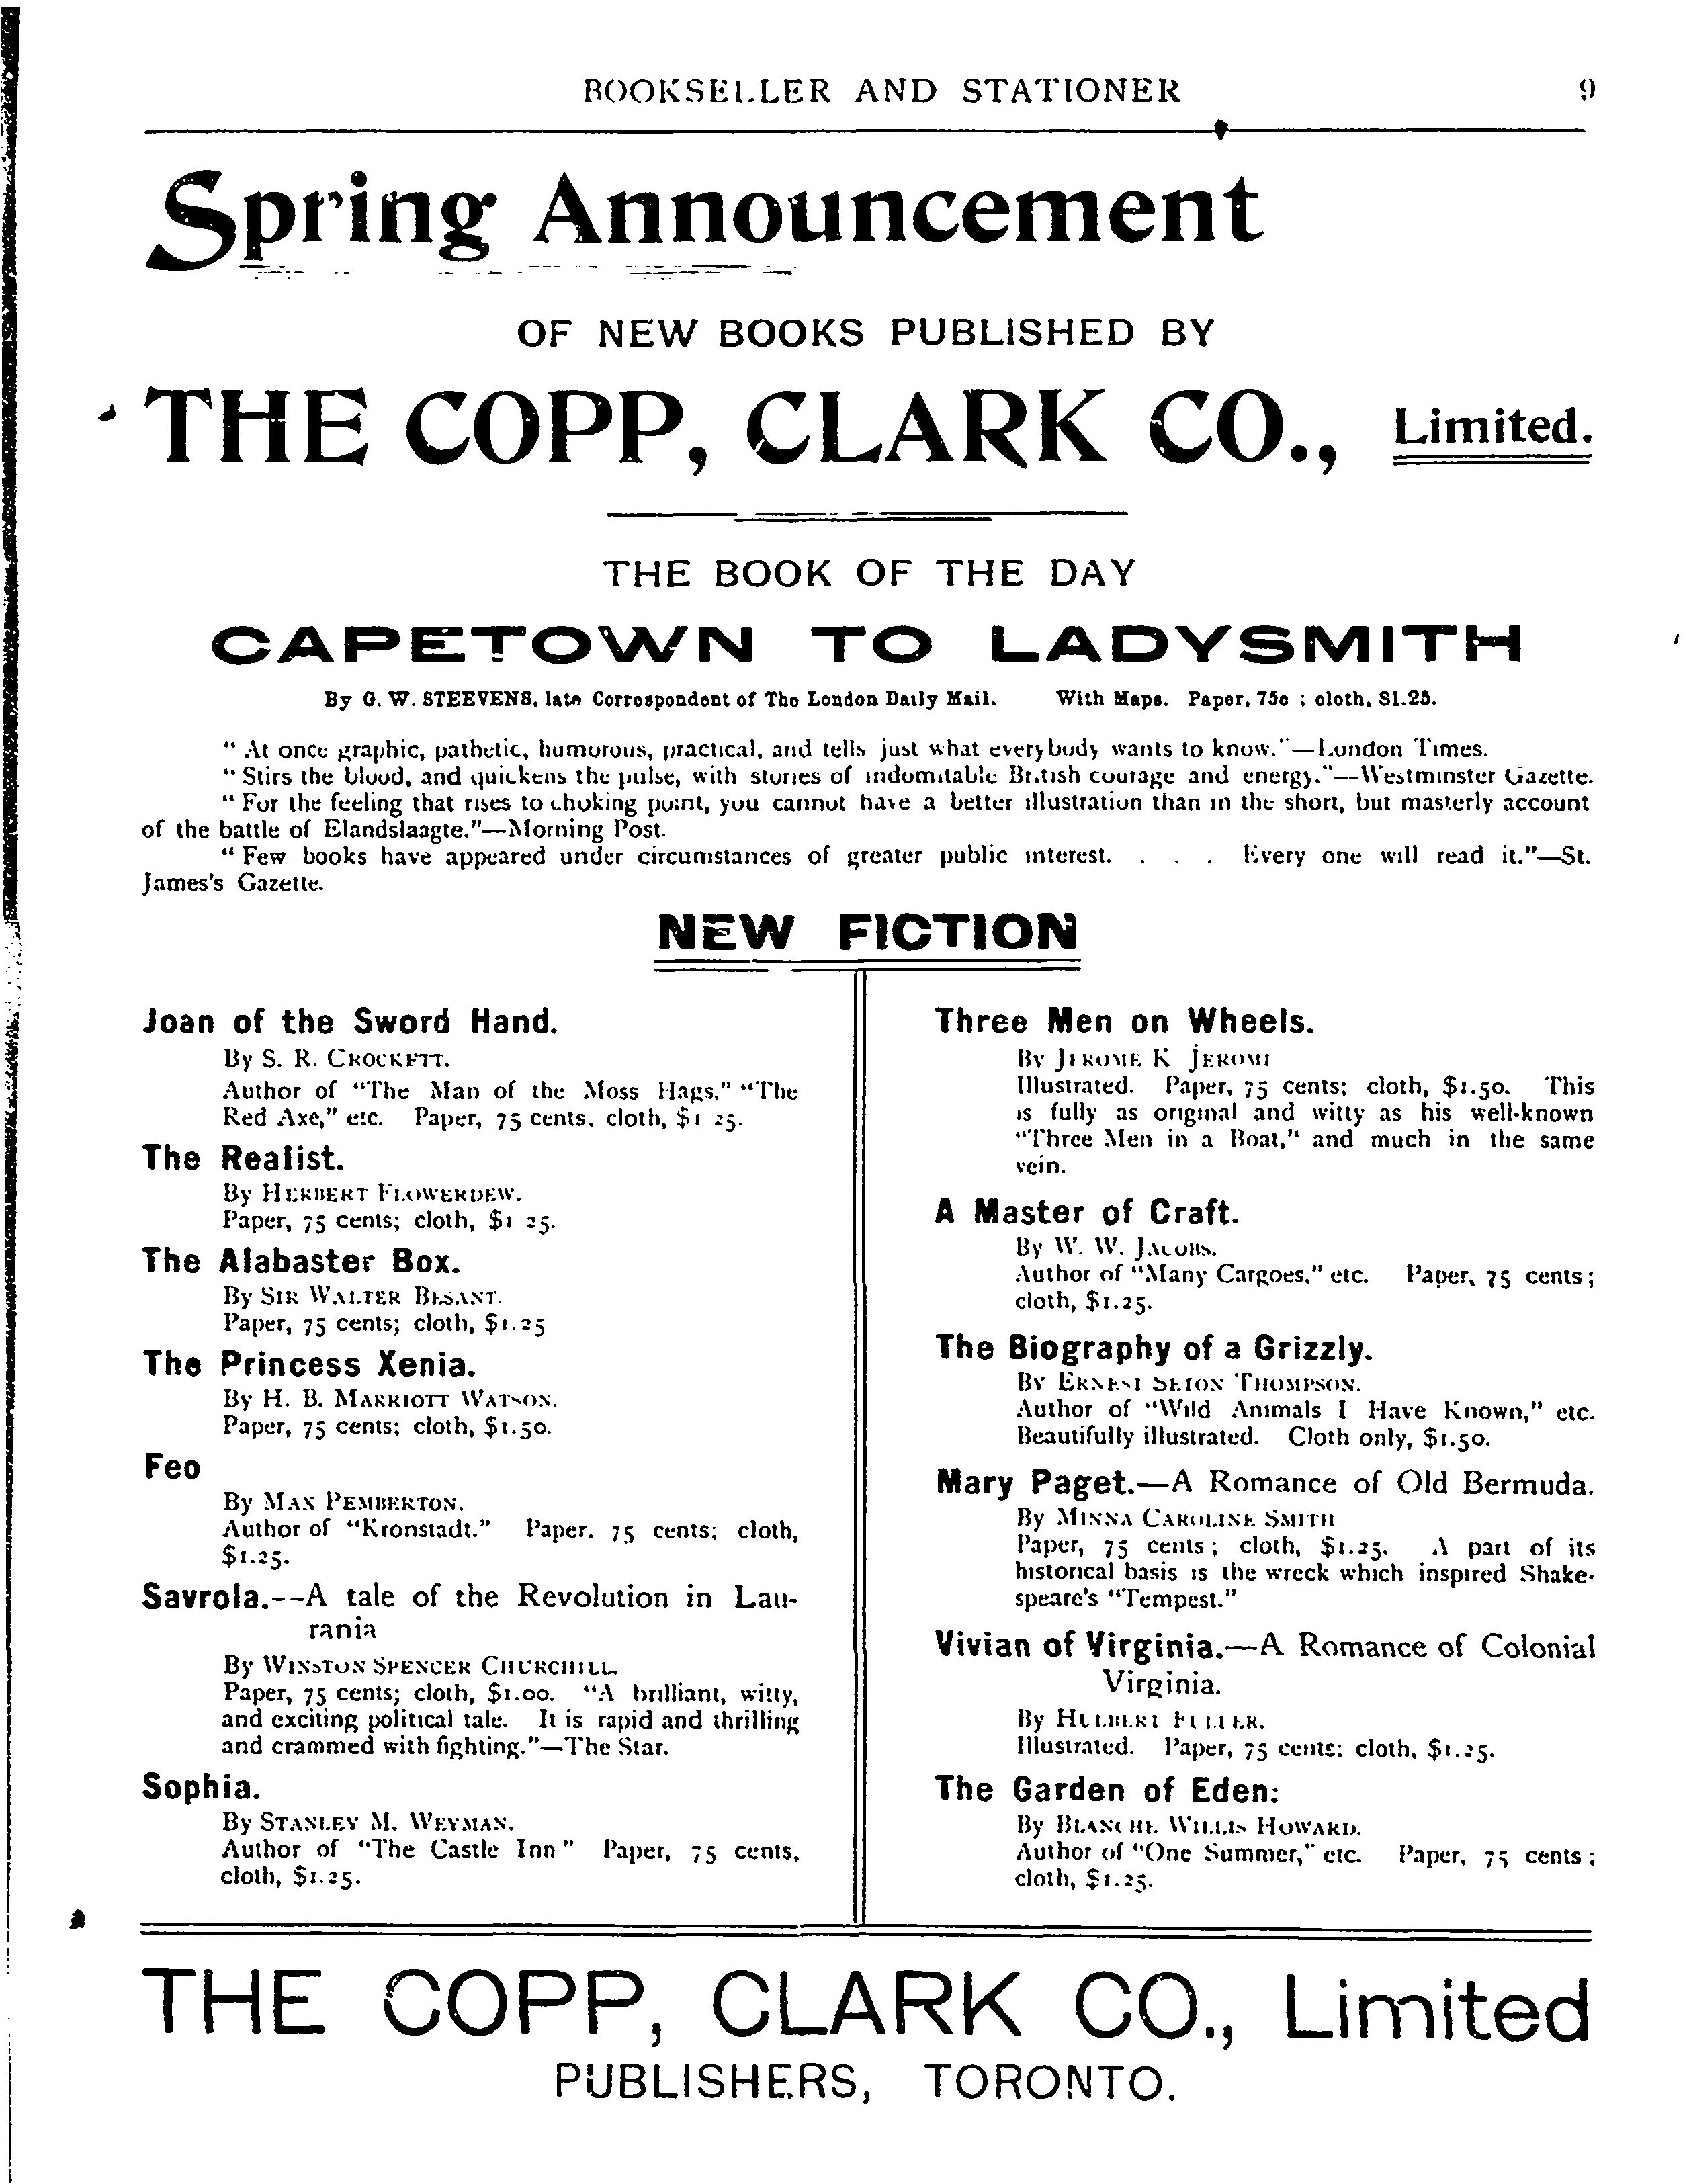 BOOKSELLER AND STATIONER 9
Spring Announcement
OF NEW BOOKS PUBLISHED BY
THE COPP, CLARK CO., Limited.
THE BOOK OF THE DAY
CAPETOWN TO LADYSMITH
By G. W. STEEVENS, late Correspondent of The London Daily Mail. With Maps. Paper, 75c ; cloth, $1.25.
"At once graphic, pathetic, humorous, practical, and tells just what everybody wants to know."—London Times.
"Stirs the blood, and quickens the pulse, with stories of indomitable British courage and energy."--Westminster Gazette.
"For the feeling that rises to choking point, you cannot have a better illustration than in the short, but masterly account
of the battle of Elandslaagte."—Morning Post.
"Few books have appeared under circumstances of greater public interest. . . . Every one will read it."—St.
James's Gazette.
NEW FICTION
Joan of the Sword Hand.
By S. R. CROCKETT.
Author of "The Man of the Moss Hags." "The
Red Axe," etc. Paper, 75 cents. cloth, $1 25.
The Realist.
By HERBERT FLOWERDEW.
Paper, 75 cents; cloth, $1 25.
The Alabaster Box.
By SIR WALTER BESANT.
Paper, 75 cents; cloth, $1.25
The Princess Xenia.
By H. B. MARRIOTT WATSON.
Paper, 75 cents; cloth, $1.50.
Feo
By MAX PEMBERTON.
Author of "Kronstadt." Paper. 75 cents; cloth,
$1.25.
Savrola.--A tale of the Revolution in Lau-
rania
By WINSTON SPENCER CHURCHILL.
Paper, 75 cents; cloth, $1.00. "A brilliant, witty,
and exciting political tale. It is rapid and thrilling
and crammed with fighting."—The Star.
Sophia.
By STANLEY M. WEYMAN.
Author of "The Castle Inn" Paper, 75 cents,
cloth, $1.25.
Three Men on Wheels.
By JEROME K JEROME
Illustrated. Paper, 75 cents; cloth, $1.50. This
is fully as original and witty as his well-known
"Three Men in a Boat," and much in the same
vein.
A Master of Craft.
By W. W. JACOBS.
Author of "Many Cargoes," etc. Paper, 75 cents;
cloth, $1.25.
The Biography of a Grizzly.
BY ERNEST SETON THOMPSON.
Author of "Wild Animals I Have Known," etc.
Beautifully illustrated. Cloth only, $1.50.
Mary Paget.—A Romance of Old Bermuda.
By MINNA CAROLINE SMITH
Paper, 75 cents; cloth, $1.25. A part of its
historical basis is the wreck which inspired Shake-
speare's "Tempest."
Vivian of Virginia.—A Romance of Colonial
Virginia.
By HULBERT FULLER.
Illustrated. Paper, 75 cents: cloth, $1.25.
The Garden of Eden:
By BLANCHE WILLIS HOWARD.
Author of "One Summer," etc. Paper, 75 cents;
cloth, $1.25.
THE COPP, CLARK CO., Limited
PUBLISHERS, TORONTO.